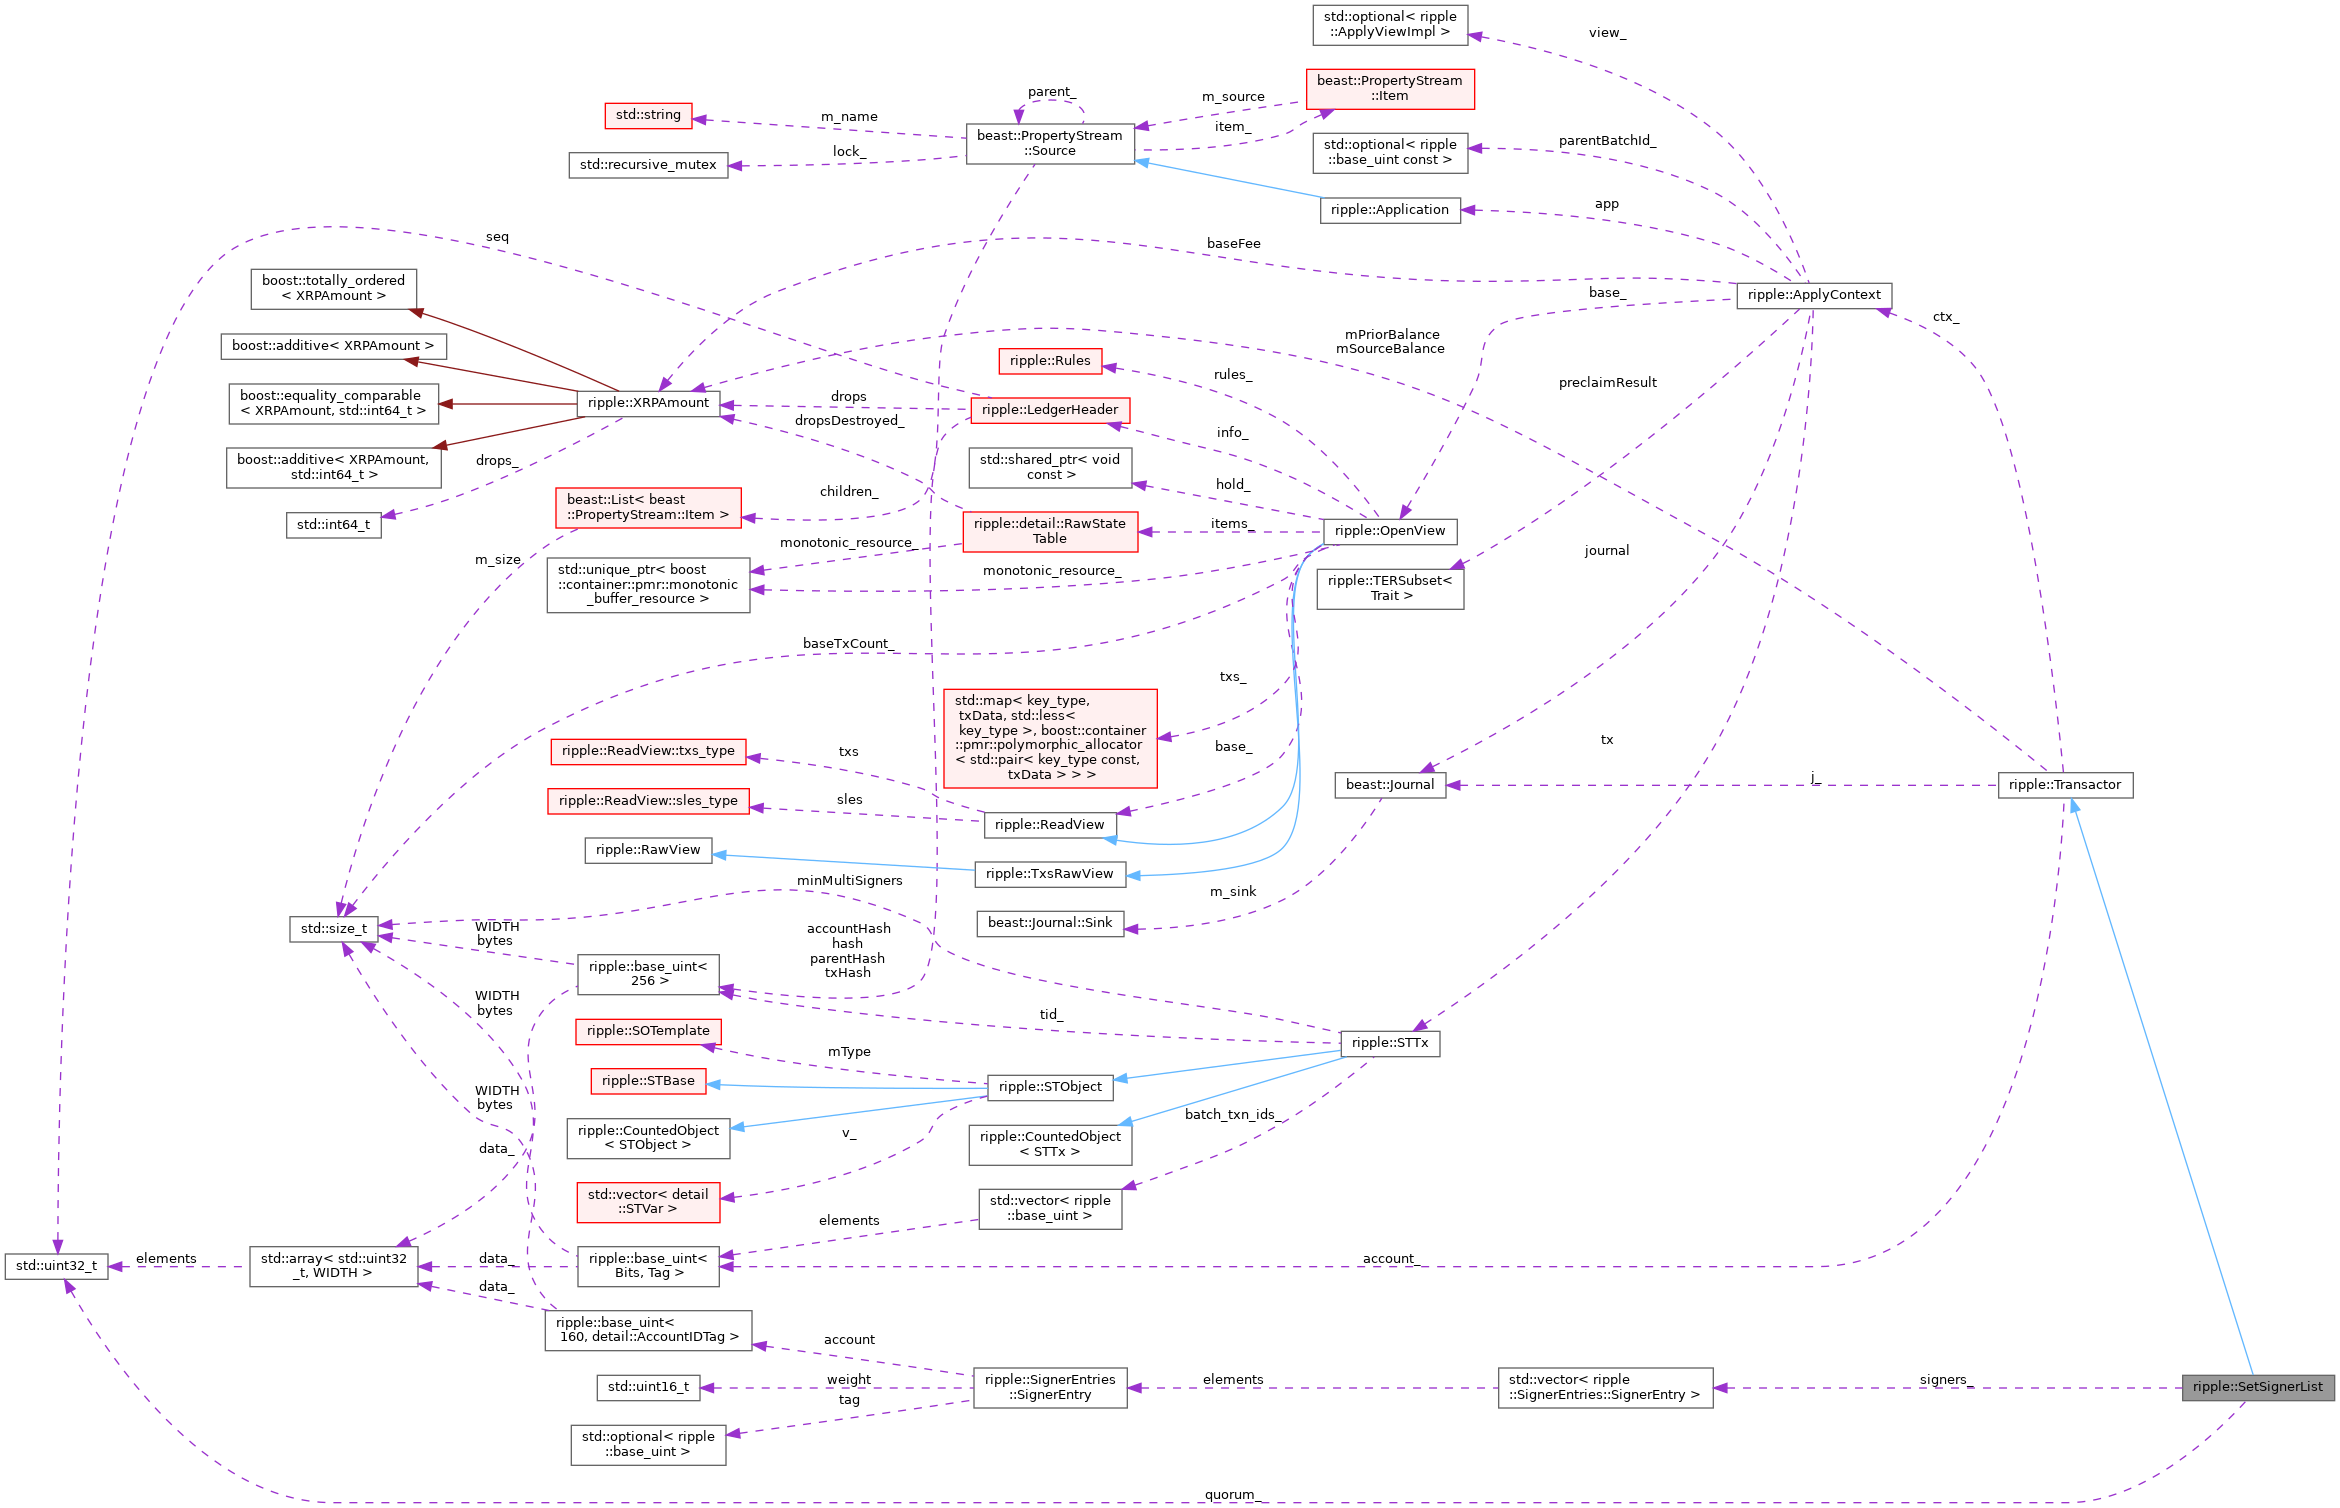 std::optional< ripple
::ApplyViewImpl >
view_
beast::PropertyStream
::Item
parent_
m_source
std::string
m_name
item_
beast::PropertyStream
::Source
std::optional< ripple
::base_uint const >
parentBatchId_
std::recursive_mutex
lock_
ripple::Application
app
seq
baseFee
boost::totally_ordered
< XRPAmount >
base_
ripple::ApplyContext
ctx_
boost::additive< XRPAmount >
mPriorBalance
mSourceBalance
ripple::Rules
rules_
preclaimResult
boost::equality_comparable
< XRPAmount, std::int64_t >
ripple::XRPAmount
drops
ripple::LedgerHeader
dropsDestroyed_
info_
boost::additive< XRPAmount,
std::int64_t >
drops_
std::shared_ptr< void
const >
hold_
children_
beast::List< beast
::PropertyStream::Item >
std::int64_t
ripple::detail::RawState
Table
items_
ripple::OpenView
journal
monotonic_resource_
m_size
std::unique_ptr< boost
::container::pmr::monotonic
_buffer_resource >
monotonic_resource_
ripple::TERSubset<
Trait >
baseTxCount_
txs_
std::map< key_type,
txData, std::less<
key_type >, boost::container
::pmr::polymorphic_allocator
< std::pair< key_type const,
txData > > >
base_
tx
ripple::ReadView::txs_type
txs
beast::Journal
j_
ripple::Transactor
ripple::ReadView::sles_type
sles
ripple::ReadView
ripple::RawView
ripple::TxsRawView
minMultiSigners
m_sink
beast::Journal::Sink
std::size_t
WIDTH
bytes
accountHash
hash
parentHash
txHash
ripple::base_uint<
256 >
WIDTH
bytes
tid_
ripple::SOTemplate
mType
ripple::STTx
ripple::STBase
ripple::STObject
WIDTH
bytes
batch_txn_ids_
ripple::CountedObject
< STObject >
v_
ripple::CountedObject
< STTx >
data_
std::vector< detail
::STVar >
std::vector< ripple
::base_uint >
elements
std::uint32_t
elements
std::array< std::uint32
_t, WIDTH >
data_
ripple::base_uint<
Bits, Tag >
account_
data_
ripple::base_uint<
160, detail::AccountIDTag >
account
std::uint16_t
weight
ripple::SignerEntries
::SignerEntry
elements
std::vector< ripple
::SignerEntries::SignerEntry >
signers_
ripple::SetSignerList
tag
std::optional< ripple
::base_uint >
quorum_